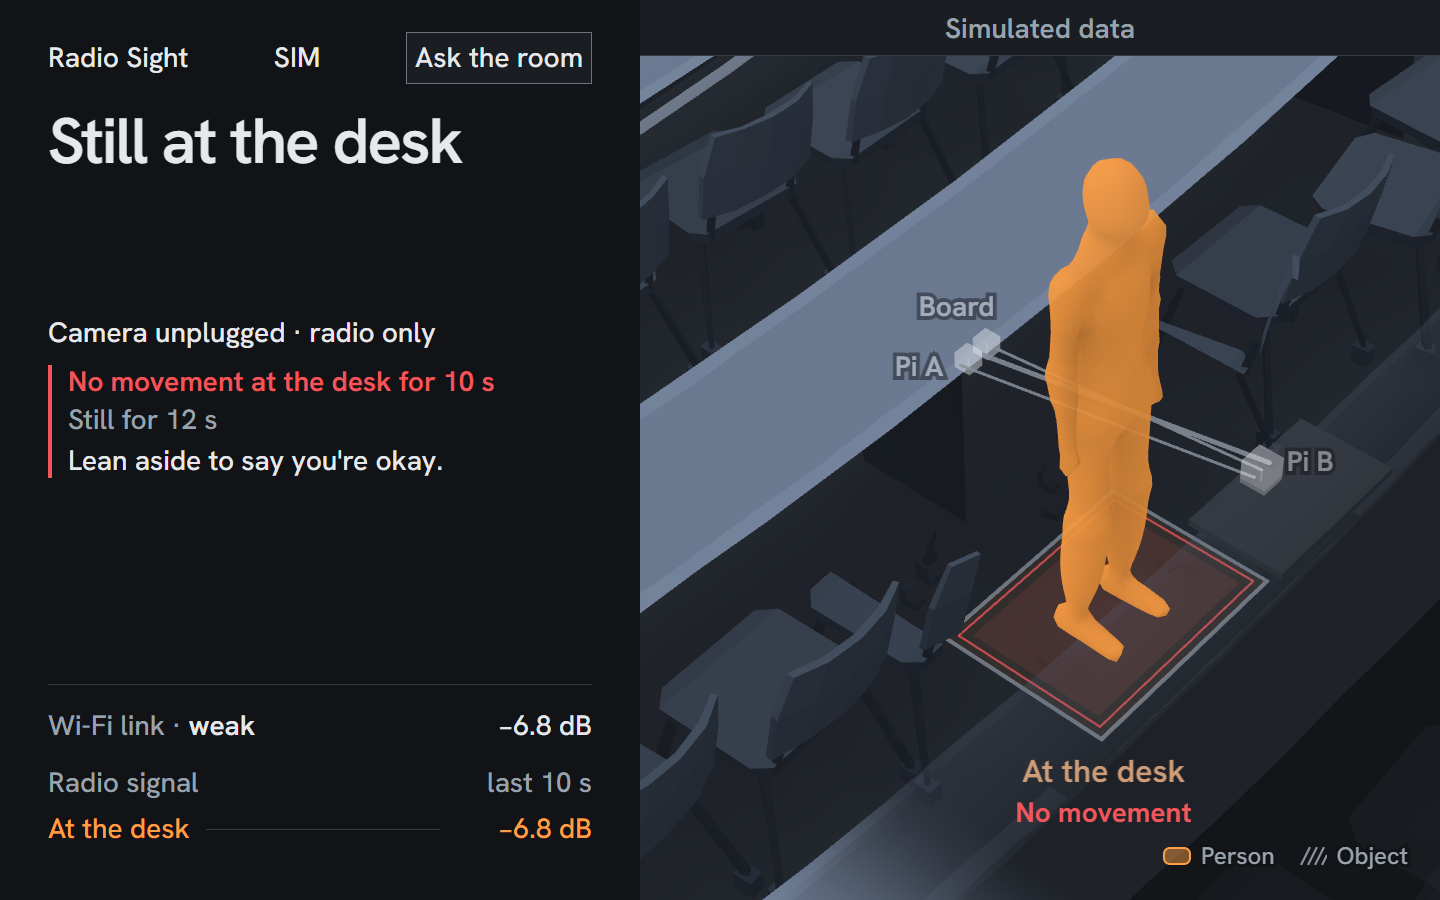 Radio Sight
SIM
Ask the room
Still at the desk
Camera unplugged · radio only
No movement at the desk for 10 s
Still for 12 s
Lean aside to say you're okay.
Wi-Fi link · weak
–6.8 dB
Radio signal
last 10 s
At the desk
–6.8 dB
Simulated data
Board
Pi A
Pi B
At the desk
No movement
Person
Object